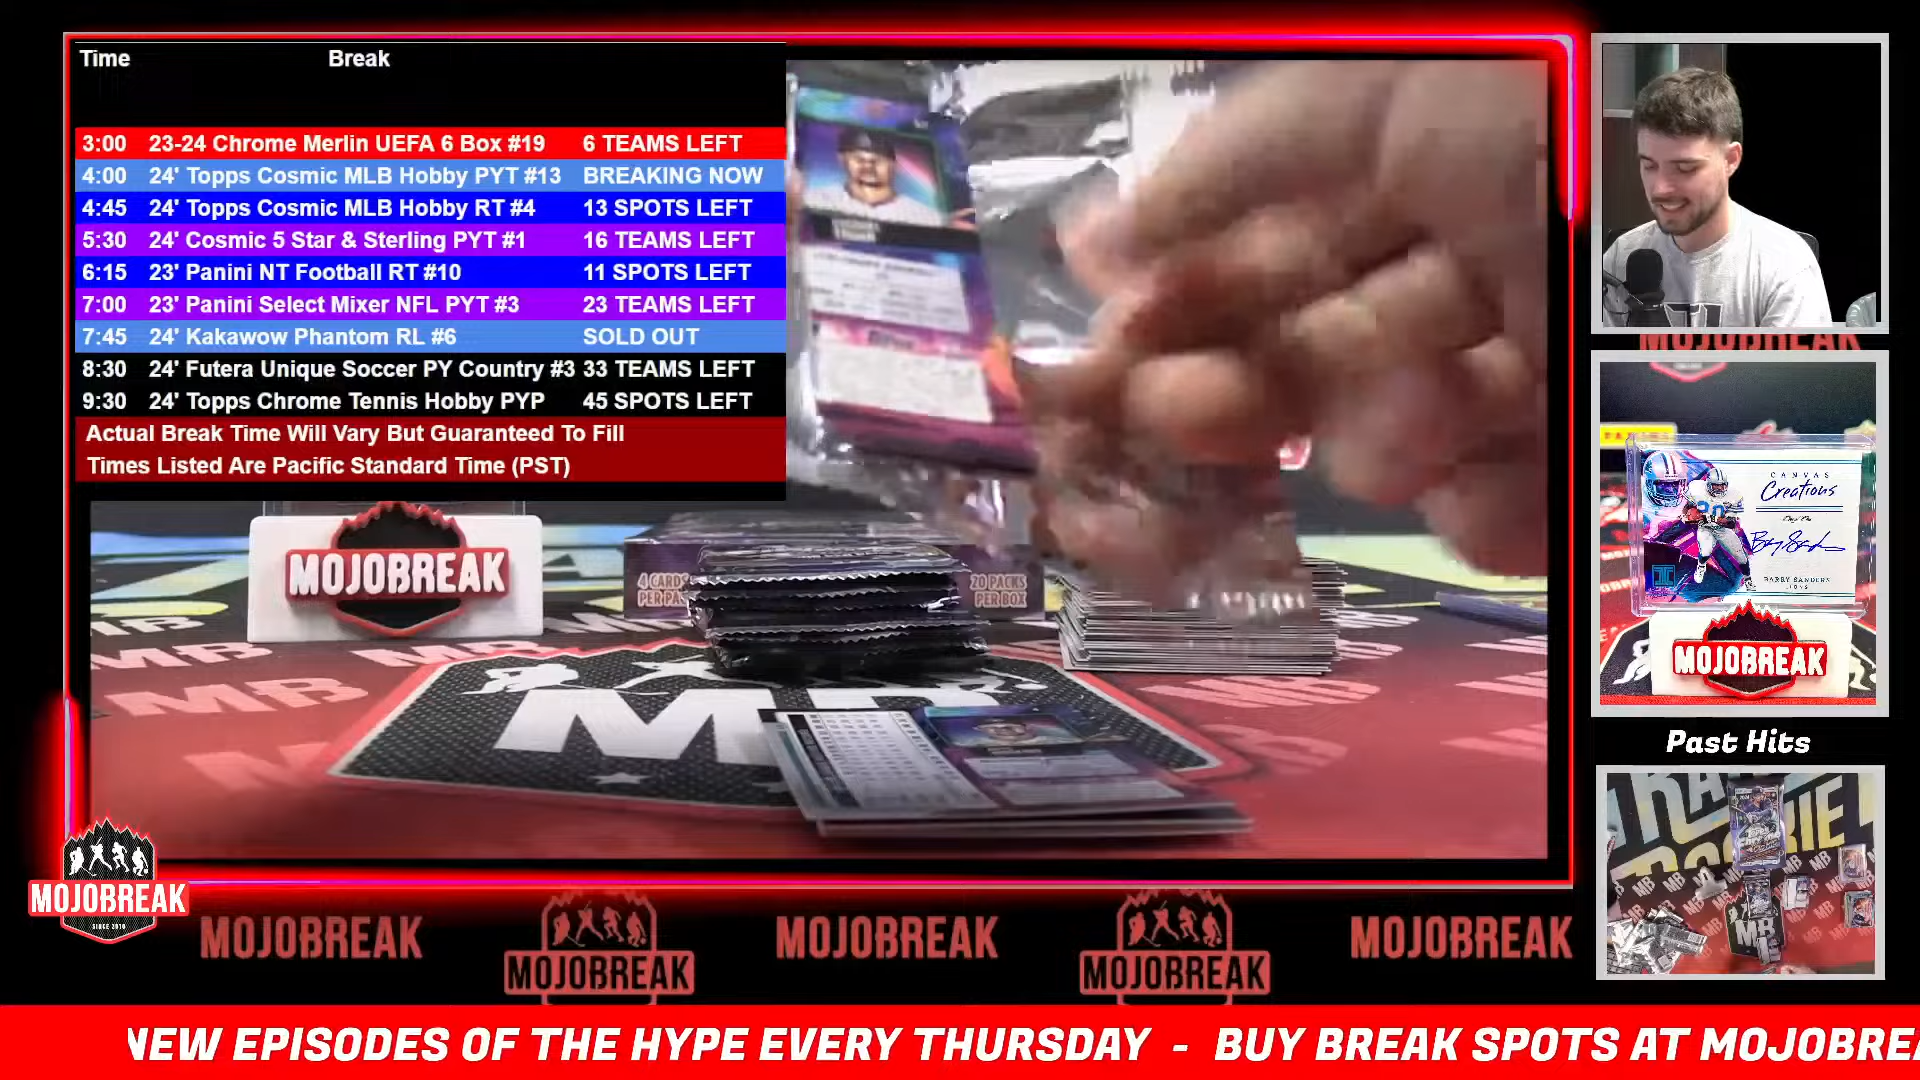 Time Break
3:00 23-24 Chrome Merlin UEFA 6 Box #19 6 TEAMS LEFT
4:00 24' Topps Cosmic MLB Hobby PYT #13 BREAKING NOW
4:45 24' Topps Cosmic MLB Hobby RT #4 13 SPOTS LEFT
5:30 24' Cosmic 5 Star & Sterling PYT #1 16 TEAMS LEFT
6:15 23' Panini NT Football RT #10 11 SPOTS LEFT
7:00 23' Panini Select Mixer NFL PYT #3 23 TEAMS LEFT
7:45 24' Kakawow Phantom RL #6 SOLD OUT
8:30 24' Futera Unique Soccer PY Country #3 33 TEAMS LEFT
9:30 24' Topps Chrome Tennis Hobby PYP 45 SPOTS LEFT
Actual Break Time Will Vary But Guaranteed To Fill
Times Listed Are Pacific Standard Time (PST)
MOJOBREAK
4 CARDS
20 PACKS
PER BOX
MB
MOJOBREAK
CANVAS
Creations
BARRY SANDERS
LIONS
MOJOBREAK
Past Hits
MB
MOJOBREAK
SINCE 2010
MOJOBREAK
MOJOBREAK
MOJOBREAK
MOJOBREAK
MOJOBREAK
NEW EPISODES OF THE HYPE EVERY THURSDAY - BUY BREAK SPOTS AT MOJOBREA